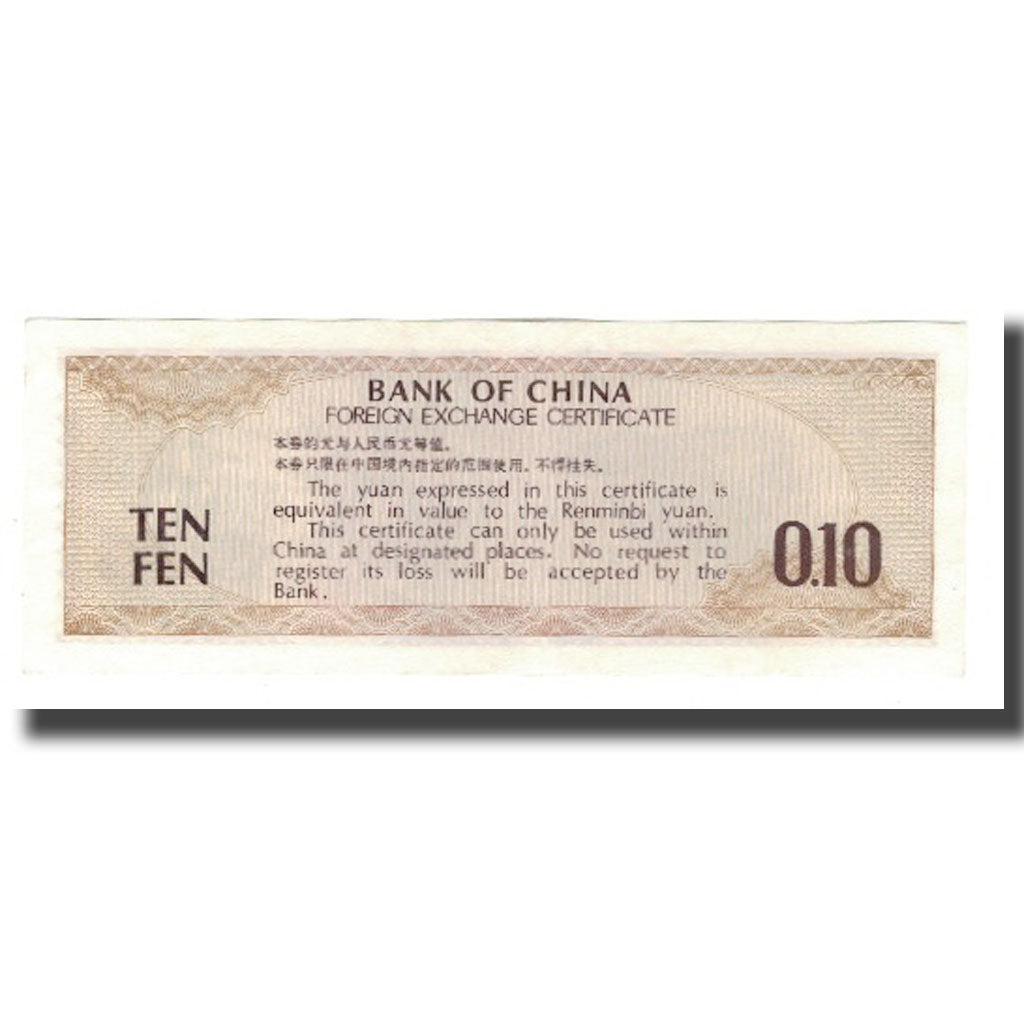 BANK OF CHINA
FOREIGN EXCHANGE CERTIFICATE
本券的元与人民币元等值。
本券只限在中国境内指定的范围使用。不得挂失。
The yuan expressed in this certificate is
equivalent in value to the Renminbi yuan.
This certificate can only be used within
China at designated places. No request to
register its loss will be accepted by the
Bank.
TEN
FEN
0.10